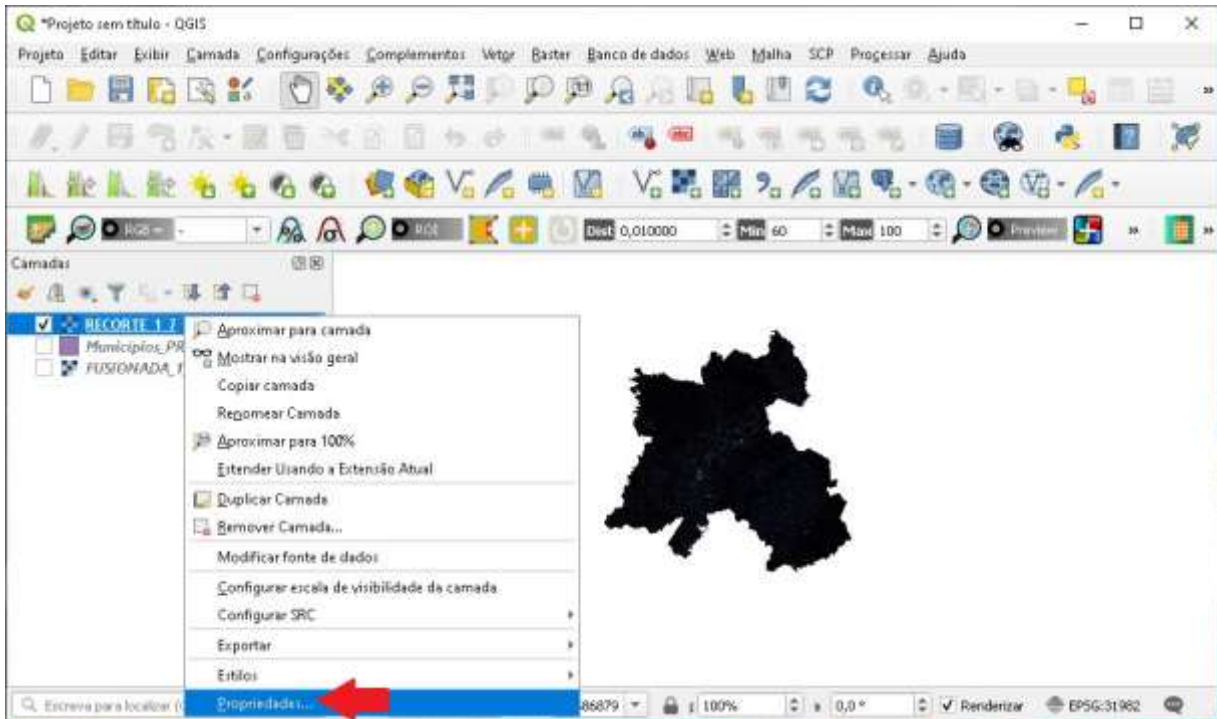 *Projeto sem título - QGIS
Projeto Editar Exibir Camada Configurações Complementos Vetor Raster Banco de dados Web Malha SCP Processar Ajuda
RGB = - ROI Dist 0,010000 Min 60 Max 100 Preview
Camadas
RECORTE_1_7
Municípios_PR
FUSIONADA_1
Aproximar para camada
Mostrar na visão geral
Copiar camada
Renomear Camada
Aproximar para 100%
Estender Usando a Extensão Atual
Duplicar Camada
Remover Camada...
Modificar fonte de dados
Configurar escala de visibilidade da camada
Configurar SRC
Exportar
Estilos
Propriedades...
Escreva para localizar 86879 100% 0,0 ° Renderizar EPSG:31982